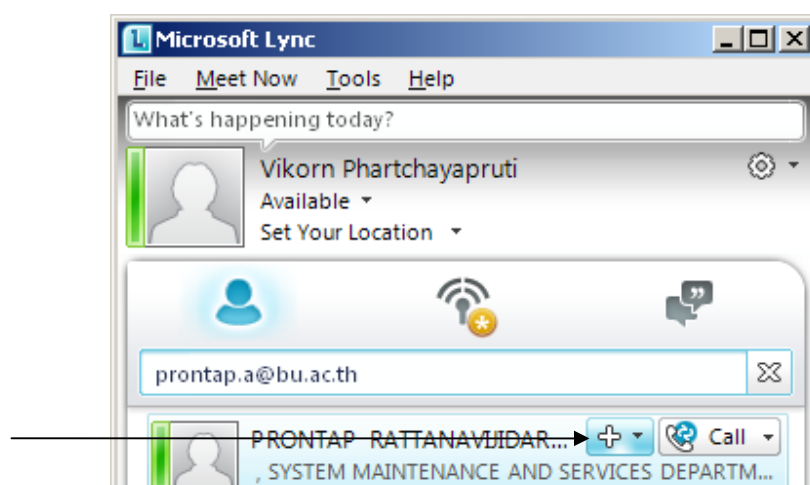 Microsoft Lync
File Meet Now Tools Help
What's happening today?
Vikorn Phartchayapruti
Available
Set Your Location
prontap.a@bu.ac.th
PRONTAP RATTANAVIJIDAR... Call
, SYSTEM MAINTENANCE AND SERVICES DEPARTM...